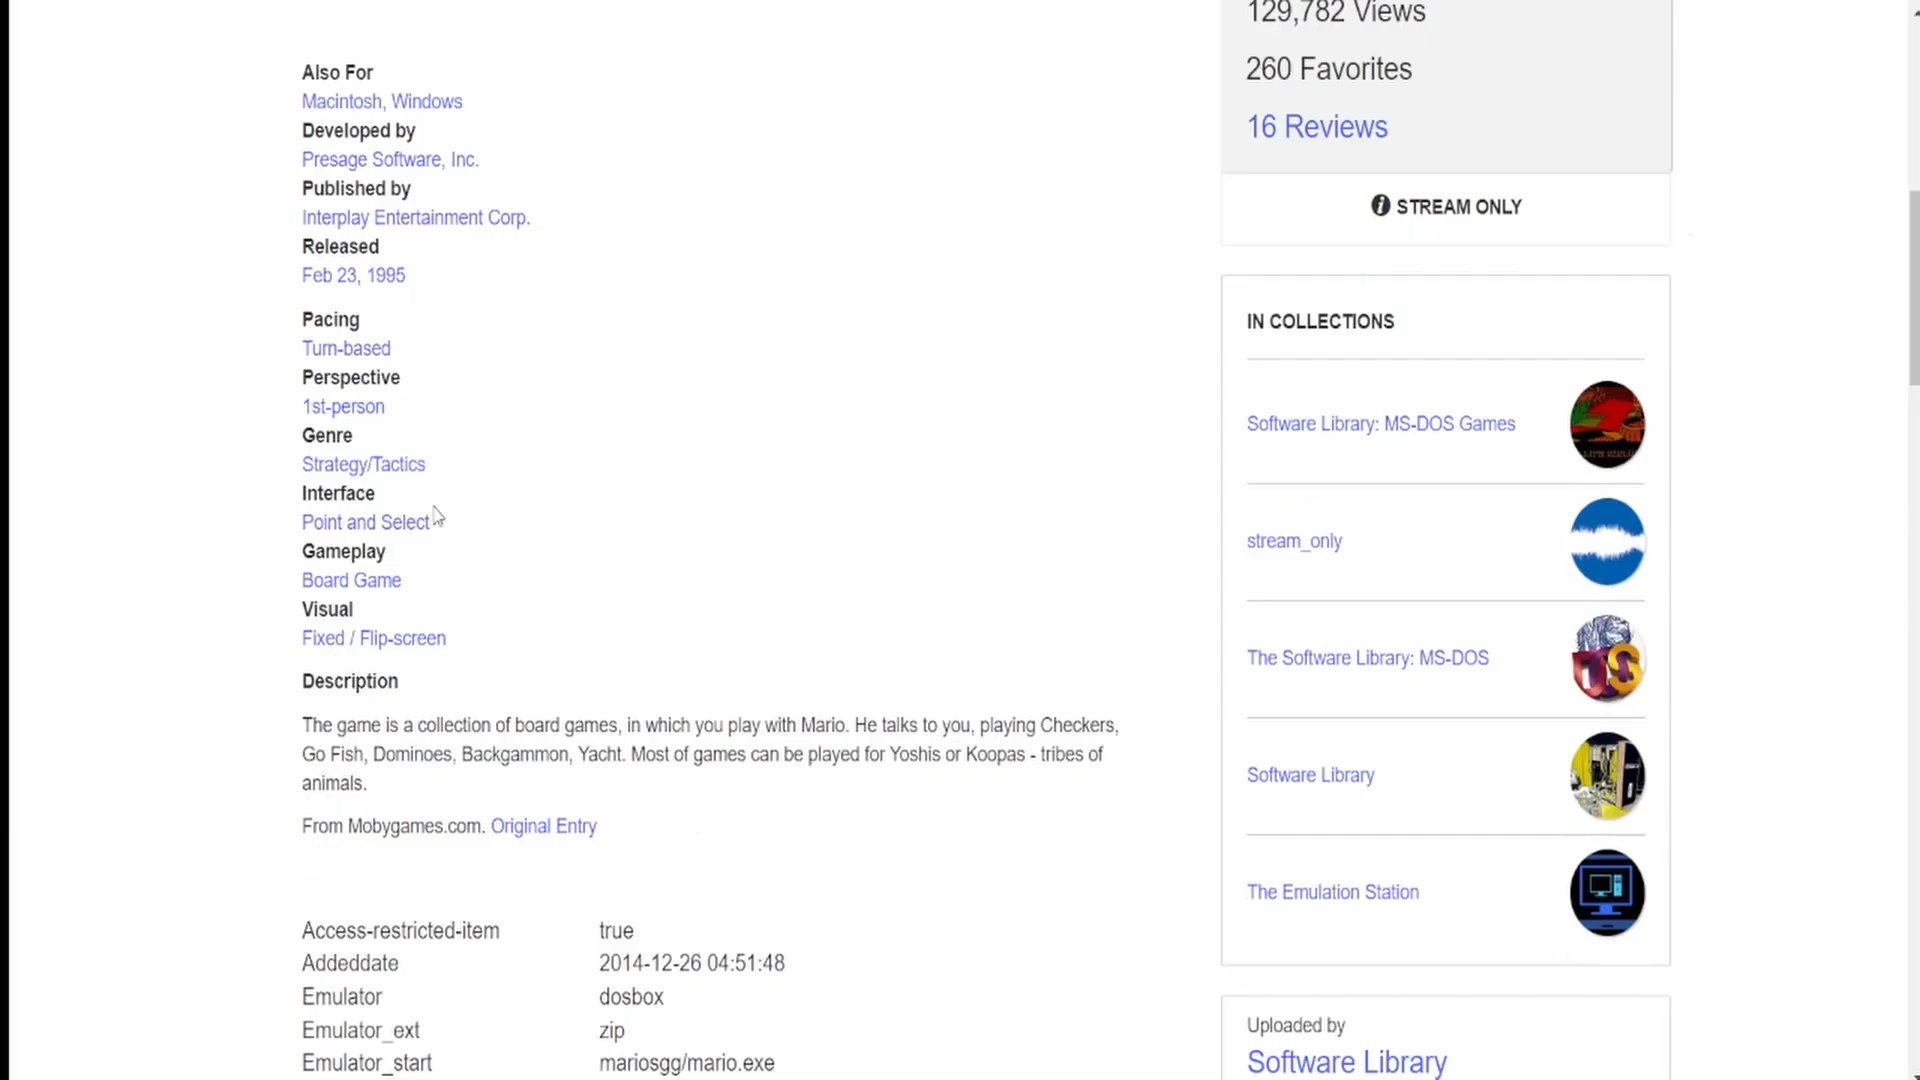 Also For
Macintosh, Windows
Developed by
Presage Software, Inc.
Published by
Interplay Entertainment Corp.
Released
Feb 23, 1995
Pacing
Turn-based
Perspective
1st-person
Genre
Strategy/Tactics
Interface
Point and Select
Gameplay
Board Game
Visual
Fixed / Flip-screen
Description
The game is a collection of board games, in which you play with Mario. He talks to you, playing Checkers,
Go Fish, Dominoes, Backgammon, Yacht. Most of games can be played for Yoshis or Koopas - tribes of
animals.
From Mobygames.com. Original Entry
Access-restricted-item true
Addeddate 2014-12-26 04:51:48
Emulator dosbox
Emulator_ext zip
Emulator_start mariosgg/mario.exe
129,782 Views
260 Favorites
16 Reviews
STREAM ONLY
IN COLLECTIONS
Software Library: MS-DOS Games
stream_only
The Software Library: MS-DOS
Software Library
The Emulation Station
Uploaded by
Software Library